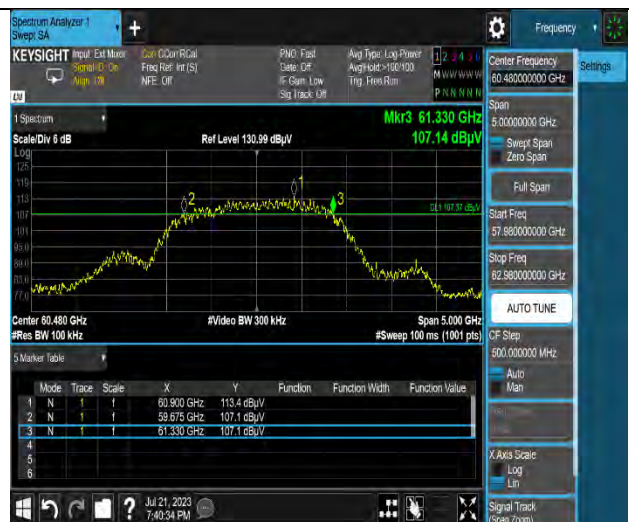 Spectrum Analyzer 1
Swept SA
Frequency
KEYSIGHT
Input: Ext Mixer
Signal ID: On
Corr CCorr RCal
Freq Ref: Int (S)
NFE: Off
PNO: Fast
Gate: Off
IF Gain: Low
Sig Track: Off
Avg Type: Log-Power
Avg|Hold:>100/100
Trig: Free Run
1 2 3 4 5 6
M W W W W W
P N N N N N
Settings
1 Spectrum
Scale/Div 6 dB
Log
Ref Level 130.99 dBµV
Mkr3 61.330 GHz
107.14 dBµV
125
119
113
107
101
95.0
89.0
83.0
77.0
1
2
3
DL1 107.37 dBµV
Center 60.480 GHz
#Res BW 100 kHz
#Video BW 300 kHz
Span 5.000 GHz
#Sweep 100 ms (1001 pts)
5 Marker Table
Mode Trace Scale X Y Function Function Width Function Value
1 N 1 f 60.900 GHz 113.4 dBµV
2 N 1 f 59.675 GHz 107.1 dBµV
3 N 1 f 61.330 GHz 107.1 dBµV
4
5
6
Center Frequency
60.480000000 GHz
Span
5.00000000 GHz
Swept Span
Zero Span
Full Span
Start Freq
57.980000000 GHz
Stop Freq
62.980000000 GHz
AUTO TUNE
CF Step
500.000000 MHz
Auto
Man
X Axis Scale
Log
Lin
Signal Track
(Span Zoom)
?
Jul 21, 2023
7:40:34 PM